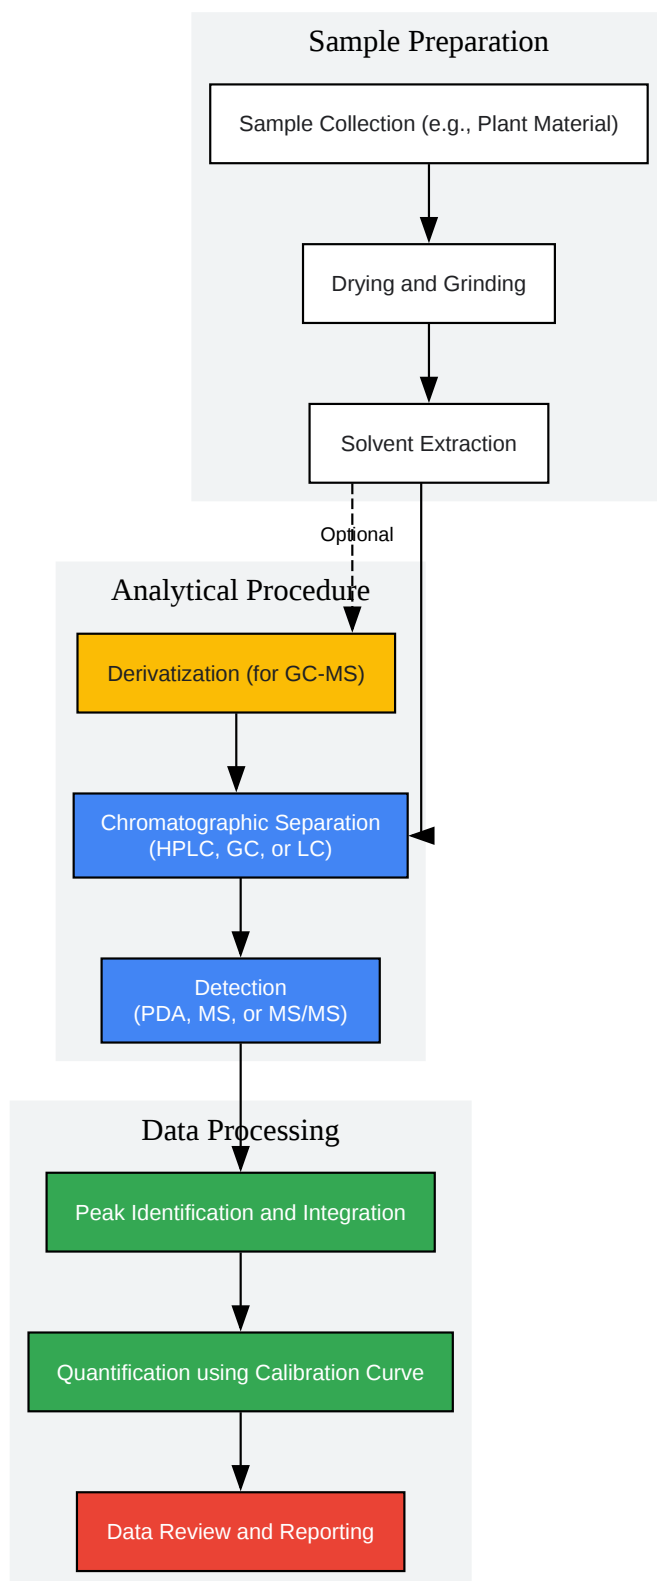 Sample Preparation
Sample Collection (e.g., Plant Material)
Drying and Grinding
Solvent Extraction
Optional
Analytical Procedure
Derivatization (for GC-MS)
Chromatographic Separation
(HPLC, GC, or LC)
Detection
(PDA, MS, or MS/MS)
Data Processing
Peak Identification and Integration
Quantification using Calibration Curve
Data Review and Reporting